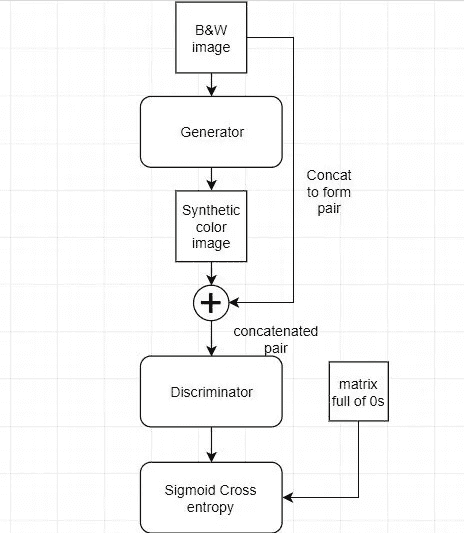 B&W
image
Generator
Concat
to form
pair
Synthetic
color
image
+
concatenated
pair
Discriminator
matrix
full of 0s
Sigmoid Cross
entropy